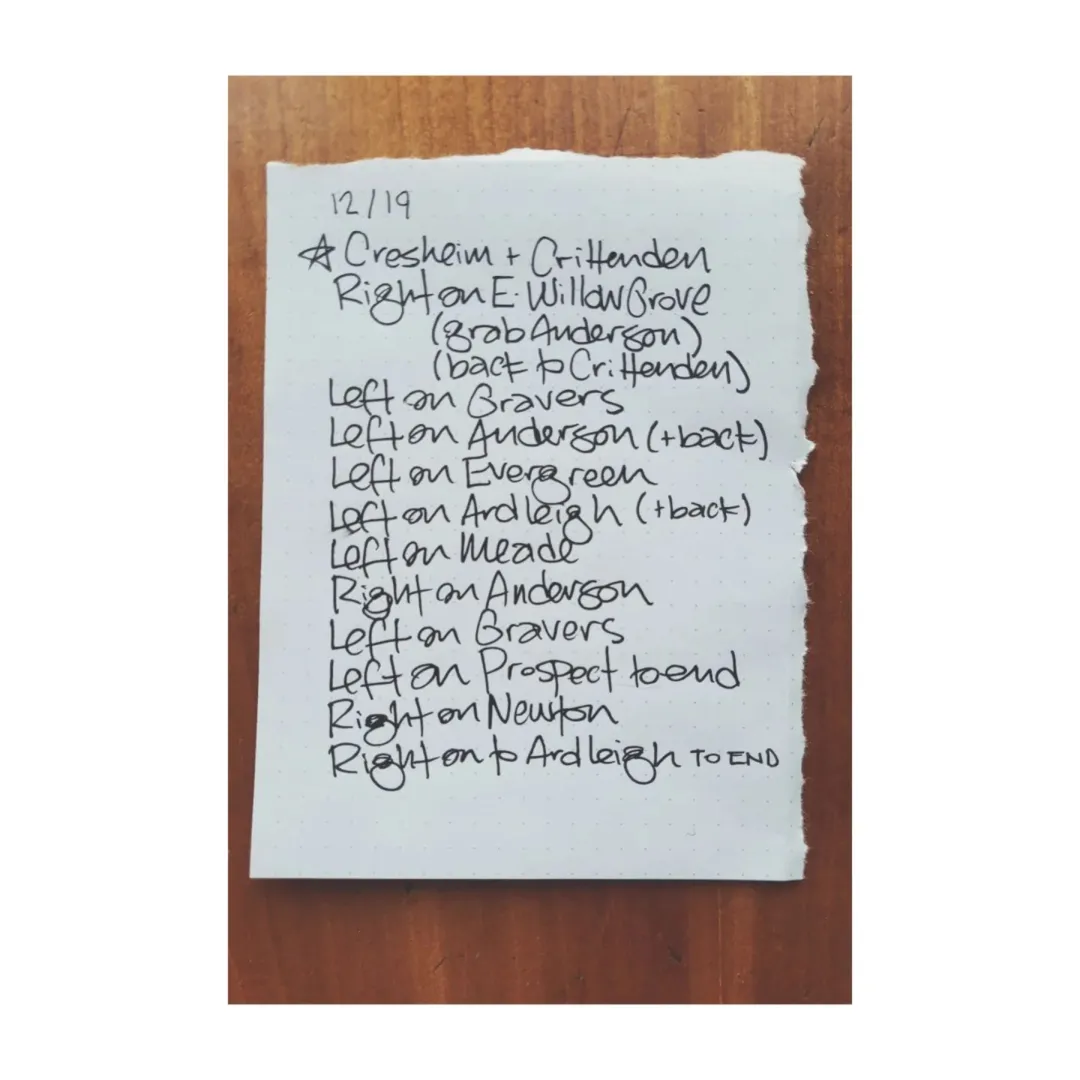 12/19
☆ Cresheim + Crittenden
Right on E. Willow Grove
(grab Anderson)
(back to Crittenden)
Left on Gravers
Left on Anderson (+back)
Left on Evergreen
Left on Ardleigh (+back)
Left on Meade
Right on Anderson
Left on Gravers
Left on Prospect to end
Right on Newton
Right on to Ardleigh TO END